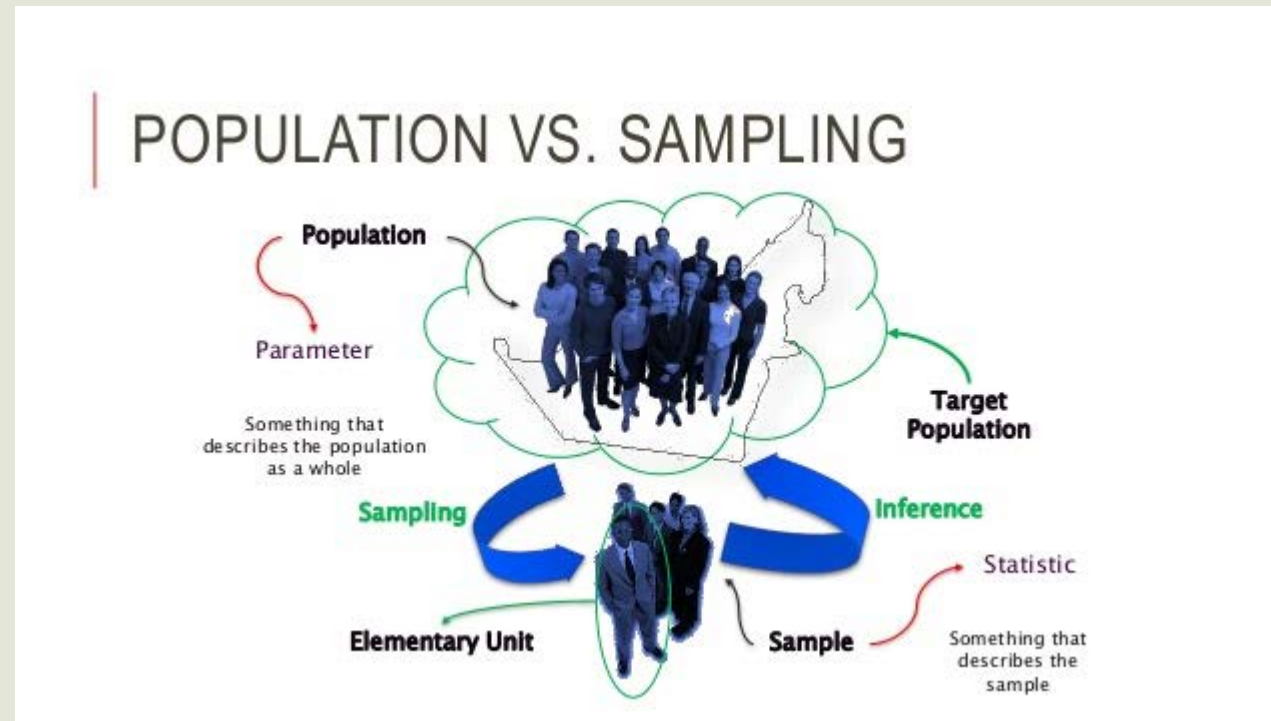 POPULATION VS. SAMPLING
Population
Parameter
Something that
describes the population
as a whole
Target
Population
Sampling
Inference
Statistic
Elementary Unit
Sample
Something that
describes the
sample